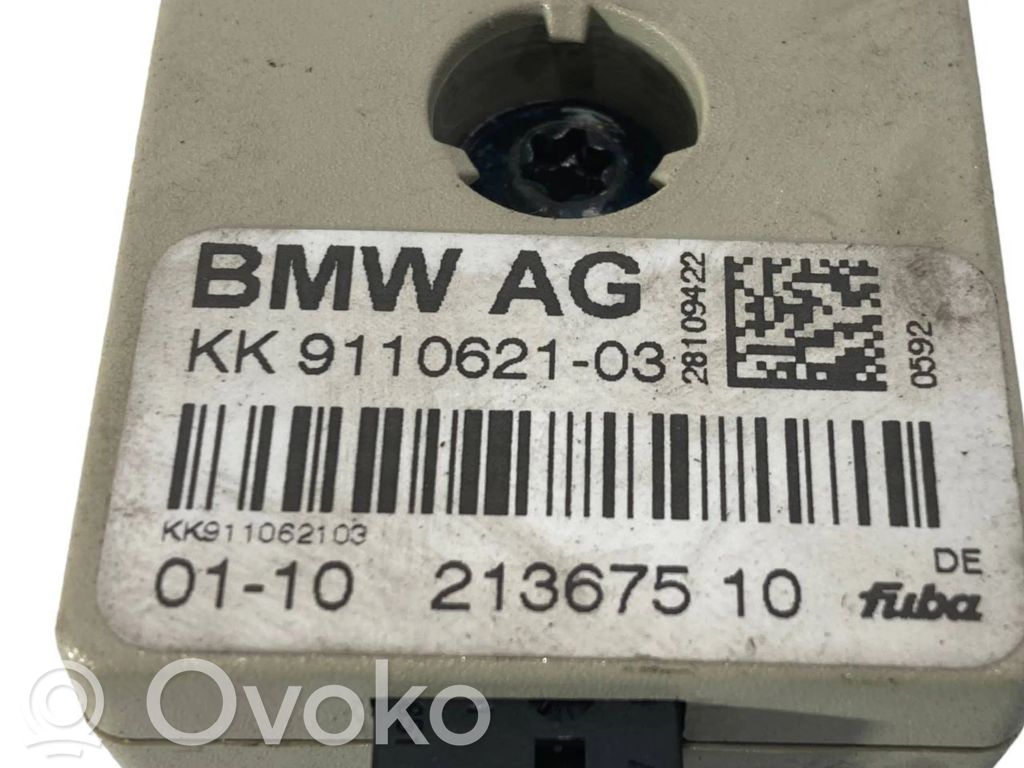 BMW AG
KK 9110621-03
28109422
0592
KK911062103
01-10 213675 10
DE
fuba
OVOKO